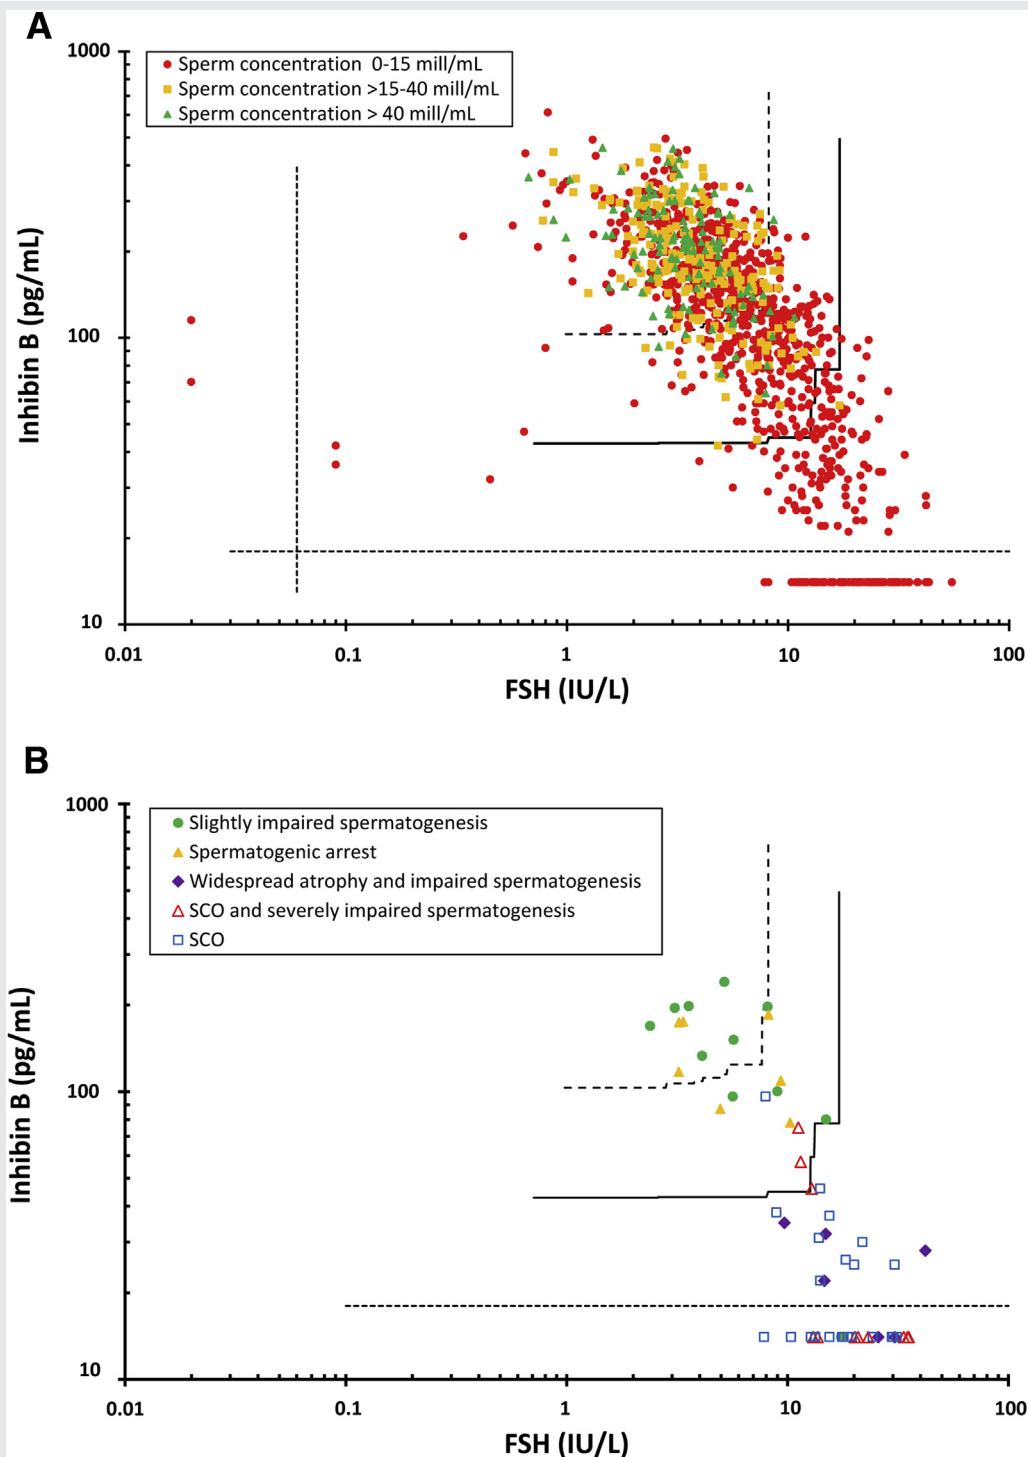 A
1000
Sperm concentration 0-15 mill/mL
Sperm concentration >15-40 mill/mL
Sperm concentration > 40 mill/mL
Inhibin B (pg/mL)
100
10
0.01 0.1 1 10 100
FSH (IU/L)
B
1000
Slightly impaired spermatogenesis
Spermatogenic arrest
Widespread atrophy and impaired spermatogenesis
SCO and severely impaired spermatogenesis
SCO
Inhibin B (pg/mL)
100
10
0.01 0.1 1 10 100
FSH (IU/L)